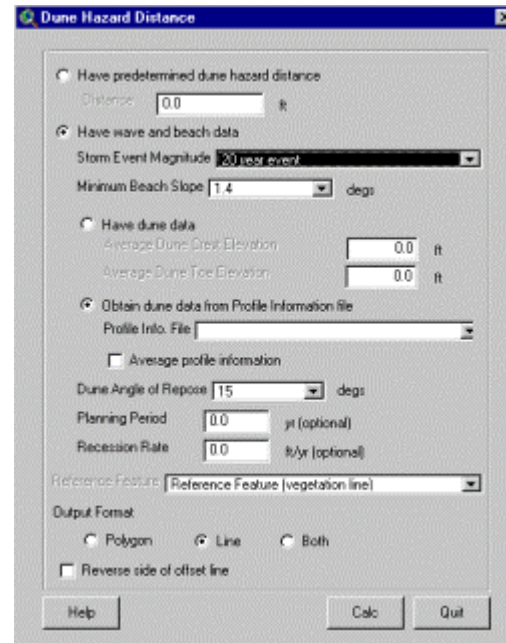 Dune Hazard Distance
Have predetermined dune hazard distance
Distance 0.0 ft
Have wave and beach data
Storm Event Magnitude 20 year event
Minimum Beach Slope 1.4 degs
Have dune data
Average Dune Crest Elevation 0.0 ft
Average Dune Toe Elevation 0.0 ft
Obtain dune data from Profile Information file
Profile Info. File
Average profile information
Dune Angle of Repose 15 degs
Planning Period 0.0 yr (optional)
Recession Rate 0.0 ft/yr (optional)
Reference Feature Reference Feature (vegetation line)
Output Format
Polygon Line Both
Reverse side of offset line
Help Calc Quit